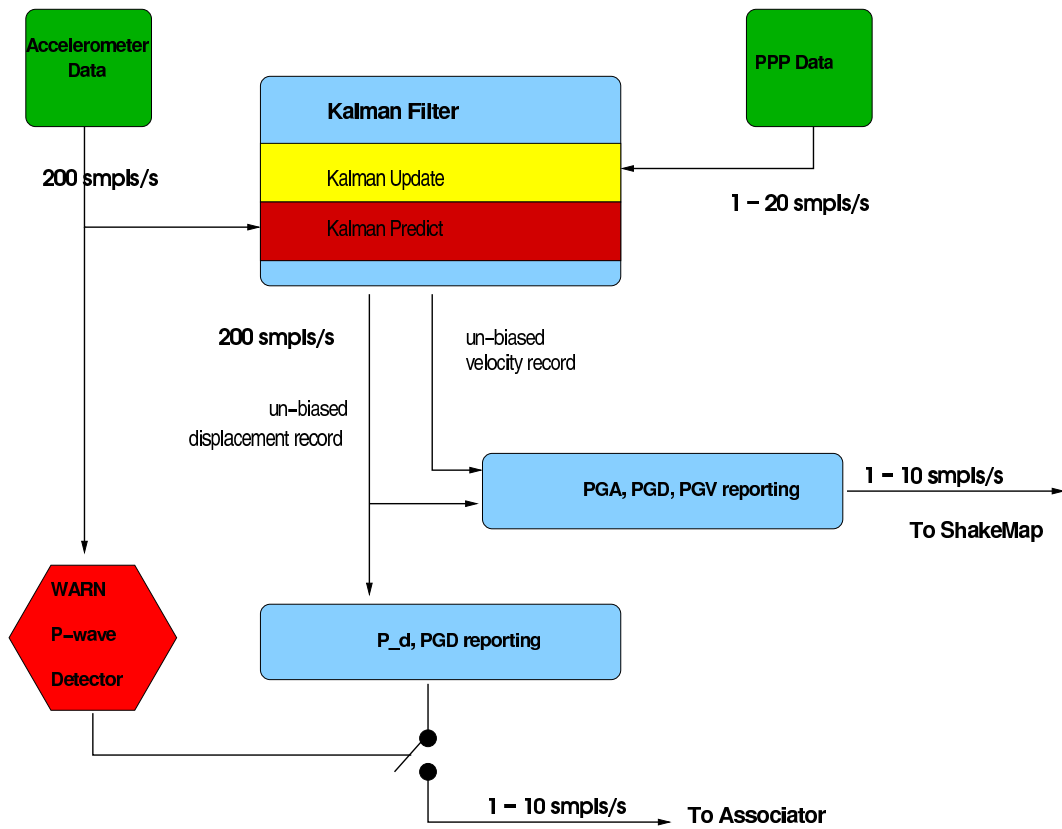 Accelerometer
Data
PPP Data
Kalman Filter
200 smpls/s
Kalman Update
1 – 20 smpls/s
Kalman Predict
200 smpls/s
un–biased
velocity record
un–biased
displacement record
PGA, PGD, PGV reporting
1 – 10 smpls/s
To ShakeMap
WARN
P–wave
Detector
P_d, PGD reporting
1 – 10 smpls/s
To Associator